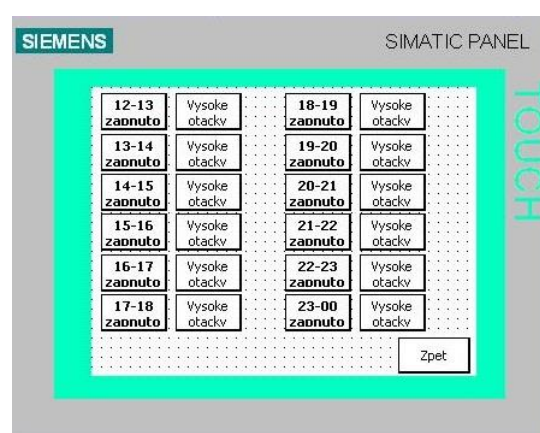 SIEMENS
SIMATIC PANEL
TOUCH
12-13
zapnuto
Vysoke
otacky
18-19
zapnuto
Vysoke
otacky
13-14
zapnuto
Vysoke
otacky
19-20
zapnuto
Vysoke
otacky
14-15
zapnuto
Vysoke
otacky
20-21
zapnuto
Vysoke
otacky
15-16
zapnuto
Vysoke
otacky
21-22
zapnuto
Vysoke
otacky
16-17
zapnuto
Vysoke
otacky
22-23
zapnuto
Vysoke
otacky
17-18
zapnuto
Vysoke
otacky
23-00
zapnuto
Vysoke
otacky
Zpet